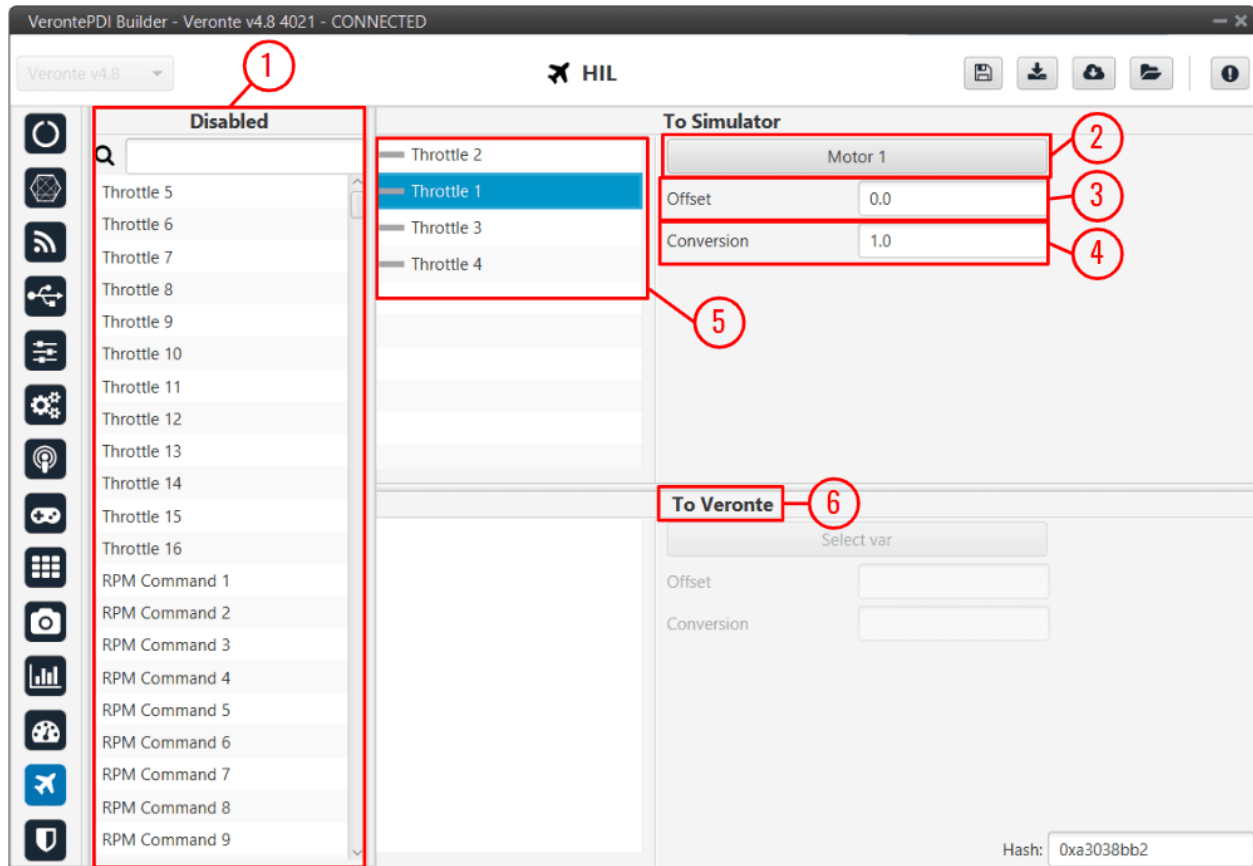 VerontePDI Builder - Veronte v4.8 4021 - CONNECTED
Veronte v4.8
1
HIL
Disabled
Throttle 5
Throttle 6
Throttle 7
Throttle 8
Throttle 9
Throttle 10
Throttle 11
Throttle 12
Throttle 13
Throttle 14
Throttle 15
Throttle 16
RPM Command 1
RPM Command 2
RPM Command 3
RPM Command 4
RPM Command 5
RPM Command 6
RPM Command 7
RPM Command 8
RPM Command 9
To Simulator
Throttle 2
Throttle 1
Throttle 3
Throttle 4
5
Motor 1
2
Offset 0.0
3
Conversion 1.0
4
To Veronte
6
Select var
Offset
Conversion
Hash: 0xa3038bb2